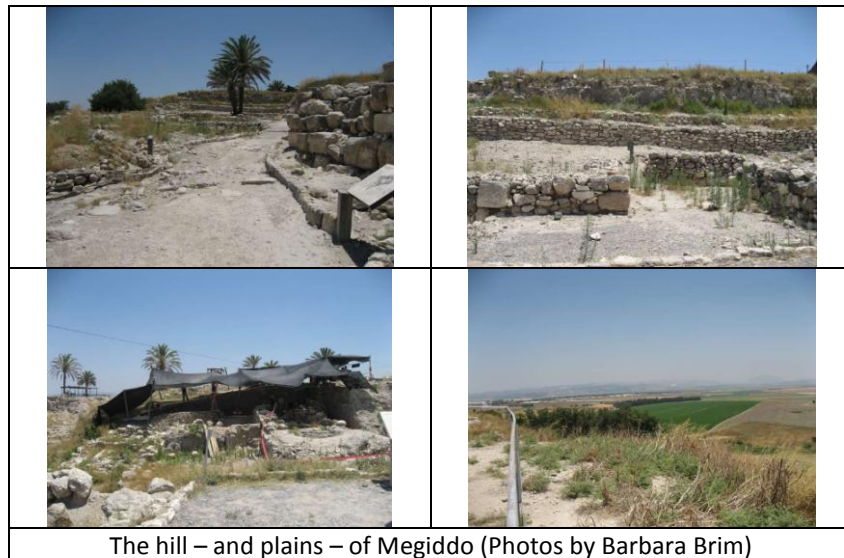 The hill – and plains – of Megiddo (Photos by Barbara Brim)